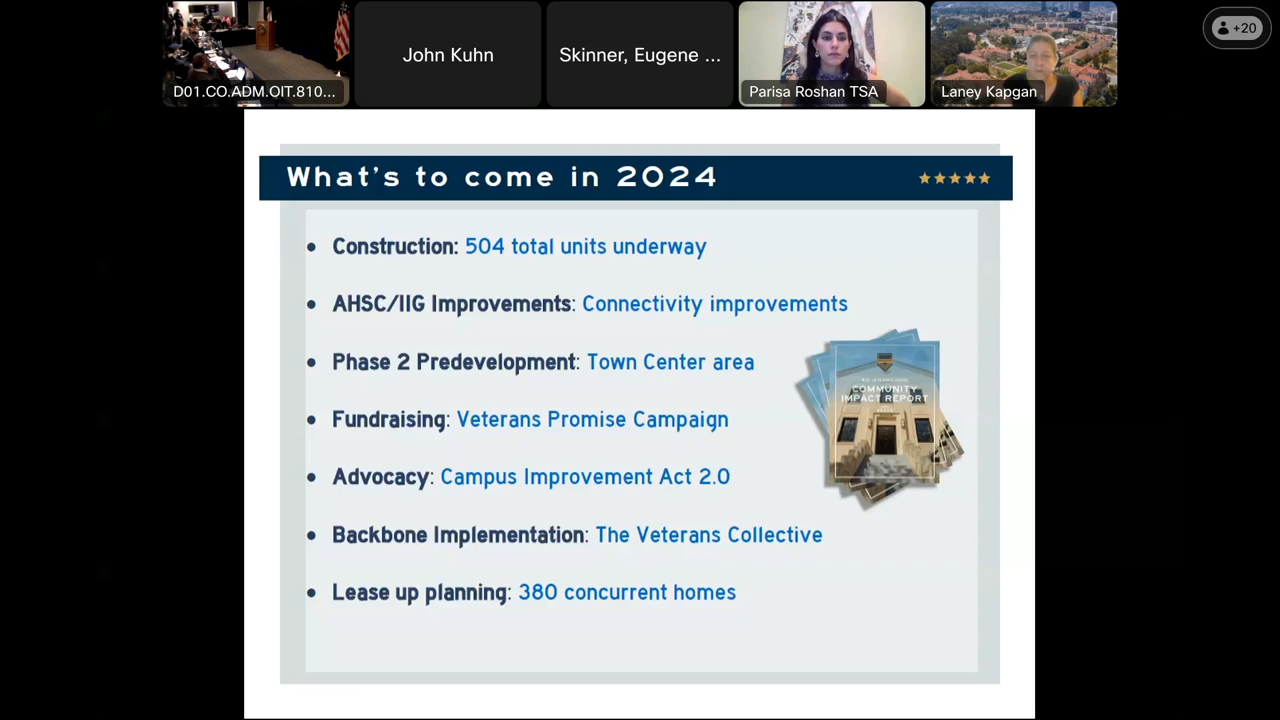 D01.CO.ADM.OIT.810...
John Kuhn
Skinner, Eugene ...
Parisa Roshan TSA
Laney Kapgan
+20
What's to come in 2024
• Construction: 504 total units underway
• AHSC/IIG Improvements: Connectivity improvements
• Phase 2 Predevelopment: Town Center area
• Fundraising: Veterans Promise Campaign
• Advocacy: Campus Improvement Act 2.0
• Backbone Implementation: The Veterans Collective
• Lease up planning: 380 concurrent homes
COMMUNITY
IMPACT REPORT